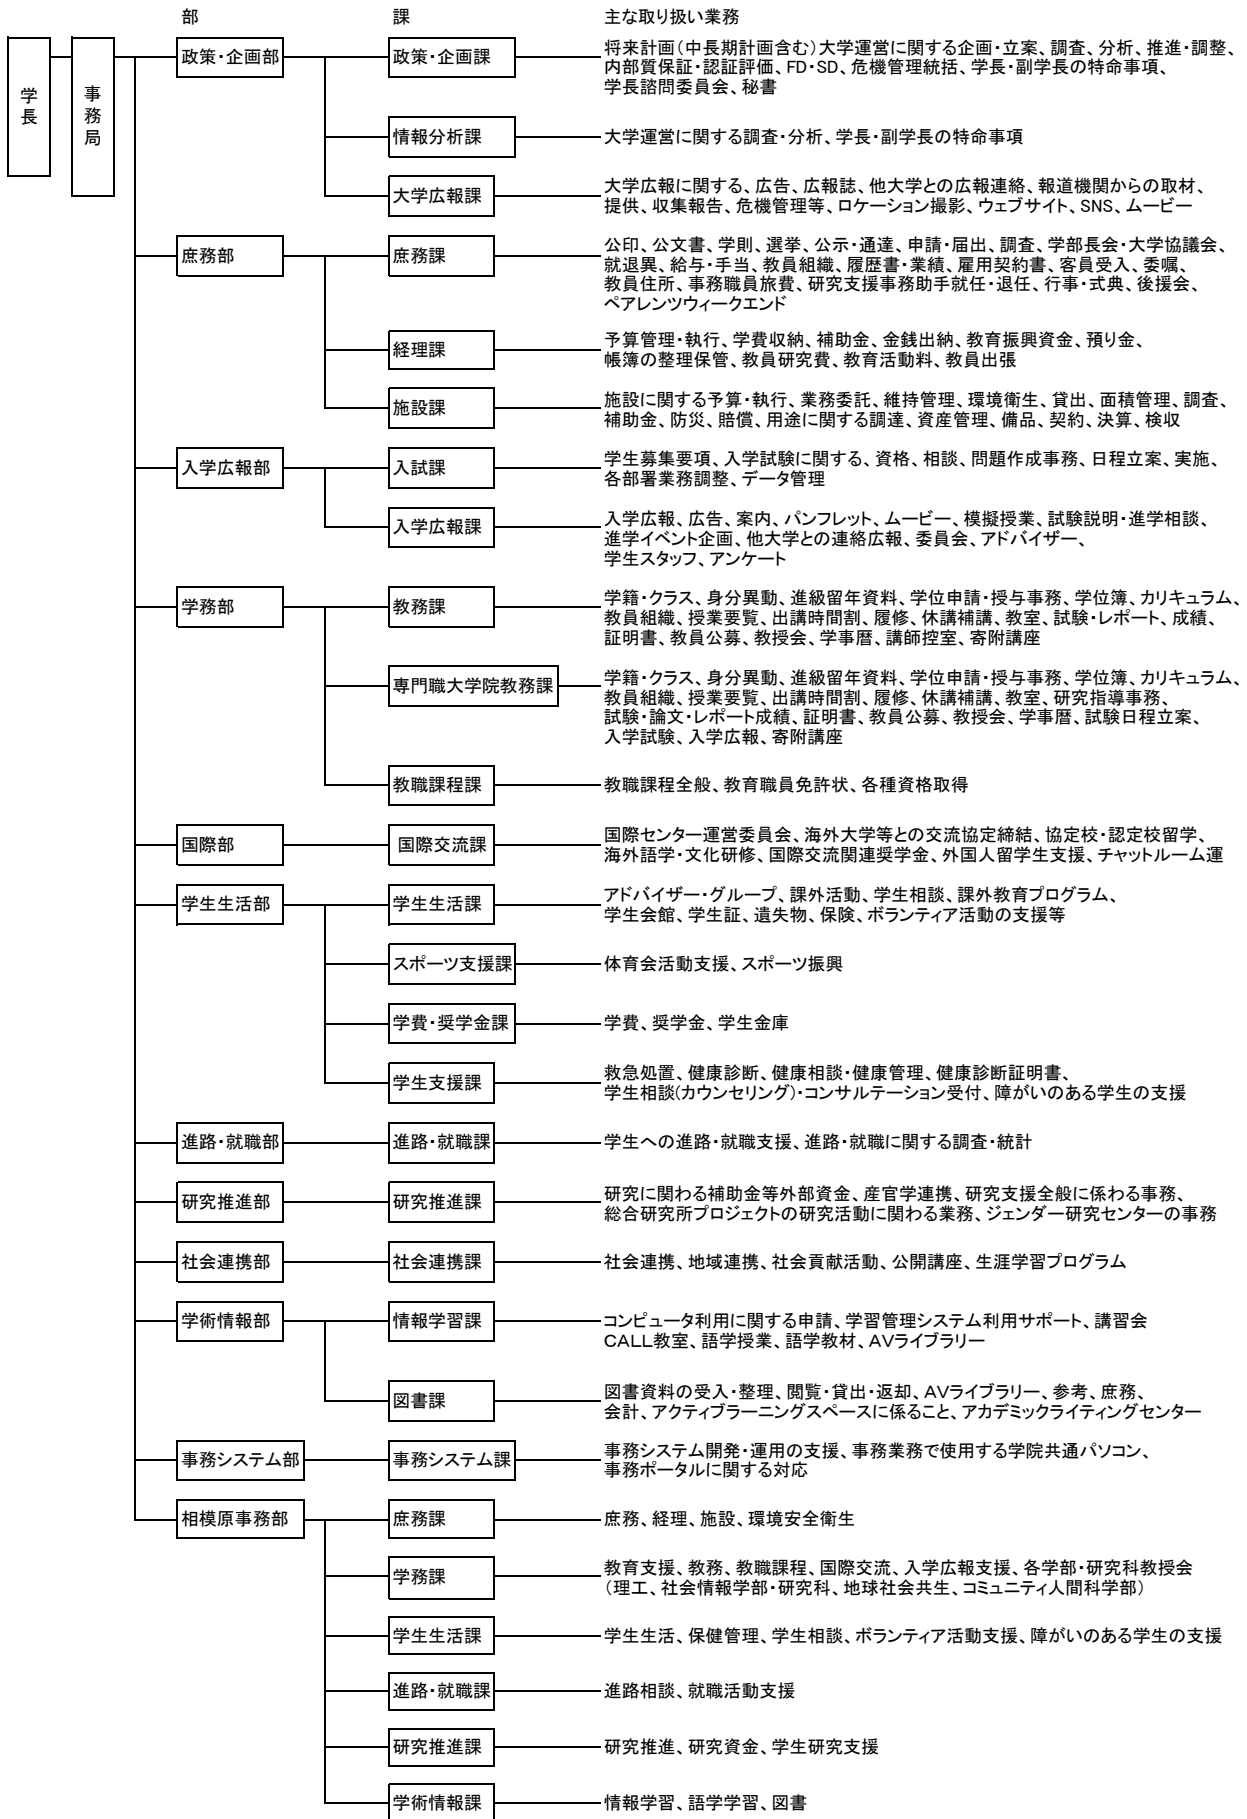 部 課 主な取り扱い業務
学長
事務局
政策・企画部 政策・企画課 将来計画(中長期計画含む)大学運営に関する企画・立案、調査、分析、推進・調整、
内部質保証・認証評価、FD・SD、危機管理統括、学長・副学長の特命事項、
学長諮問委員会、秘書
情報分析課 大学運営に関する調査・分析、学長・副学長の特命事項
大学広報課 大学広報に関する、広告、広報誌、他大学との広報連絡、報道機関からの取材、
提供、収集報告、危機管理等、ロケーション撮影、ウェブサイト、SNS、ムービー
庶務部 庶務課 公印、公文書、学則、選挙、公示・通達、申請・届出、調査、学部長会・大学協議会、
就退異、給与・手当、教員組織、履歴書・業績、雇用契約書、客員受入、委嘱、
教員住所、事務職員旅費、研究支援事務助手就任・退任、行事・式典、後援会、
ペアレンツウィークエンド
経理課 予算管理・執行、学費収納、補助金、金銭出納、教育振興資金、預り金、
帳簿の整理保管、教員研究費、教育活動料、教員出張
施設課 施設に関する予算・執行、業務委託、維持管理、環境衛生、貸出、面積管理、調査、
補助金、防災、賠償、用途に関する調達、資産管理、備品、契約、決算、検収
入学広報部 入試課 学生募集要項、入学試験に関する、資格、相談、問題作成事務、日程立案、実施、
各部署業務調整、データ管理
入学広報課 入学広報、広告、案内、パンフレット、ムービー、模擬授業、試験説明・進学相談、
進学イベント企画、他大学との連絡広報、委員会、アドバイザー、
学生スタッフ、アンケート
学務部 教務課 学籍・クラス、身分異動、進級留年資料、学位申請・授与事務、学位簿、カリキュラム、
教員組織、授業要覧、出講時間割、履修、休講補講、教室、試験・レポート、成績、
証明書、教員公募、教授会、学事暦、講師控室、寄附講座
専門職大学院教務課 学籍・クラス、身分異動、進級留年資料、学位申請・授与事務、学位簿、カリキュラム、
教員組織、授業要覧、出講時間割、履修、休講補講、教室、研究指導事務、
試験・論文・レポート成績、証明書、教員公募、教授会、学事暦、試験日程立案、
入学試験、入学広報、寄附講座
教職課程課 教職課程全般、教育職員免許状、各種資格取得
国際部 国際交流課 国際センター運営委員会、海外大学等との交流協定締結、協定校・認定校留学、
海外語学・文化研修、国際交流関連奨学金、外国人留学生支援、チャットルーム運
学生生活部 学生生活課 アドバイザー・グループ、課外活動、学生相談、課外教育プログラム、
学生会館、学生証、遺失物、保険、ボランティア活動の支援等
スポーツ支援課 体育会活動支援、スポーツ振興
学費・奨学金課 学費、奨学金、学生金庫
学生支援課 救急処置、健康診断、健康相談・健康管理、健康診断証明書、
学生相談(カウンセリング)・コンサルテーション受付、障がいのある学生の支援
進路・就職部 進路・就職課 学生への進路・就職支援、進路・就職に関する調査・統計
研究推進部 研究推進課 研究に関わる補助金等外部資金、産官学連携、研究支援全般に係わる事務、
総合研究所プロジェクトの研究活動に関わる業務、ジェンダー研究センターの事務
社会連携部 社会連携課 社会連携、地域連携、社会貢献活動、公開講座、生涯学習プログラム
学術情報部 情報学習課 コンピュータ利用に関する申請、学習管理システム利用サポート、講習会
CALL教室、語学授業、語学教材、AVライブラリー
図書課 図書資料の受入・整理、閲覧・貸出・返却、AVライブラリー、参考、庶務、
会計、アクティブラーニングスペースに係ること、アカデミックライティングセンター
事務システム部 事務システム課 事務システム開発・運用の支援、事務業務で使用する学院共通パソコン、
事務ポータルに関する対応
相模原事務部 庶務課 庶務、経理、施設、環境安全衛生
学務課 教育支援、教務、教職課程、国際交流、入学広報支援、各学部・研究科教授会
(理工、社会情報学部・研究科、地球社会共生、コミュニティ人間科学部)
学生生活課 学生生活、保健管理、学生相談、ボランティア活動支援、障がいのある学生の支援
進路・就職課 進路相談、就職活動支援
研究推進課 研究推進、研究資金、学生研究支援
学術情報課 情報学習、語学学習、図書